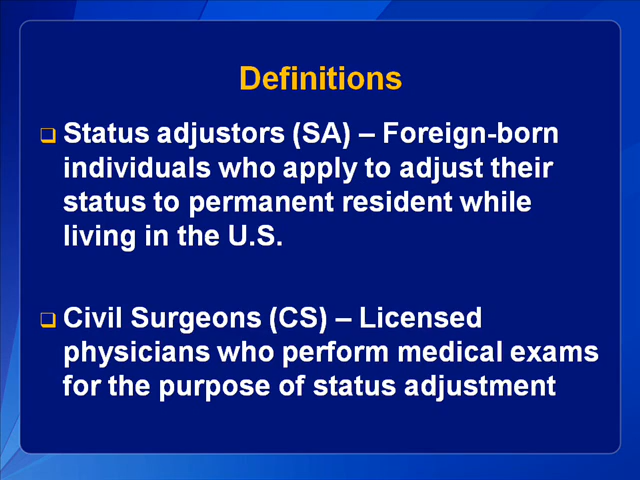 Definitions
Status adjustors (SA) – Foreign-born
individuals who apply to adjust their
status to permanent resident while
living in the U.S.
Civil Surgeons (CS) – Licensed
physicians who perform medical exams
for the purpose of status adjustment